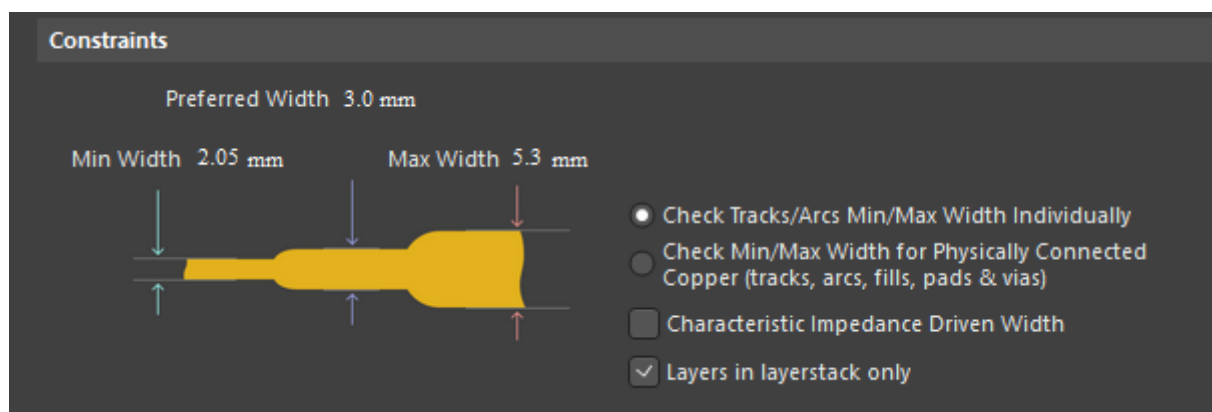 Constraints
Preferred Width 3.0 mm
Min Width 2.05 mm
Max Width 5.3 mm
Check Tracks/Arcs Min/Max Width Individually
Check Min/Max Width for Physically Connected
Copper (tracks, arcs, fills, pads & vias)
Characteristic Impedance Driven Width
Layers in layerstack only